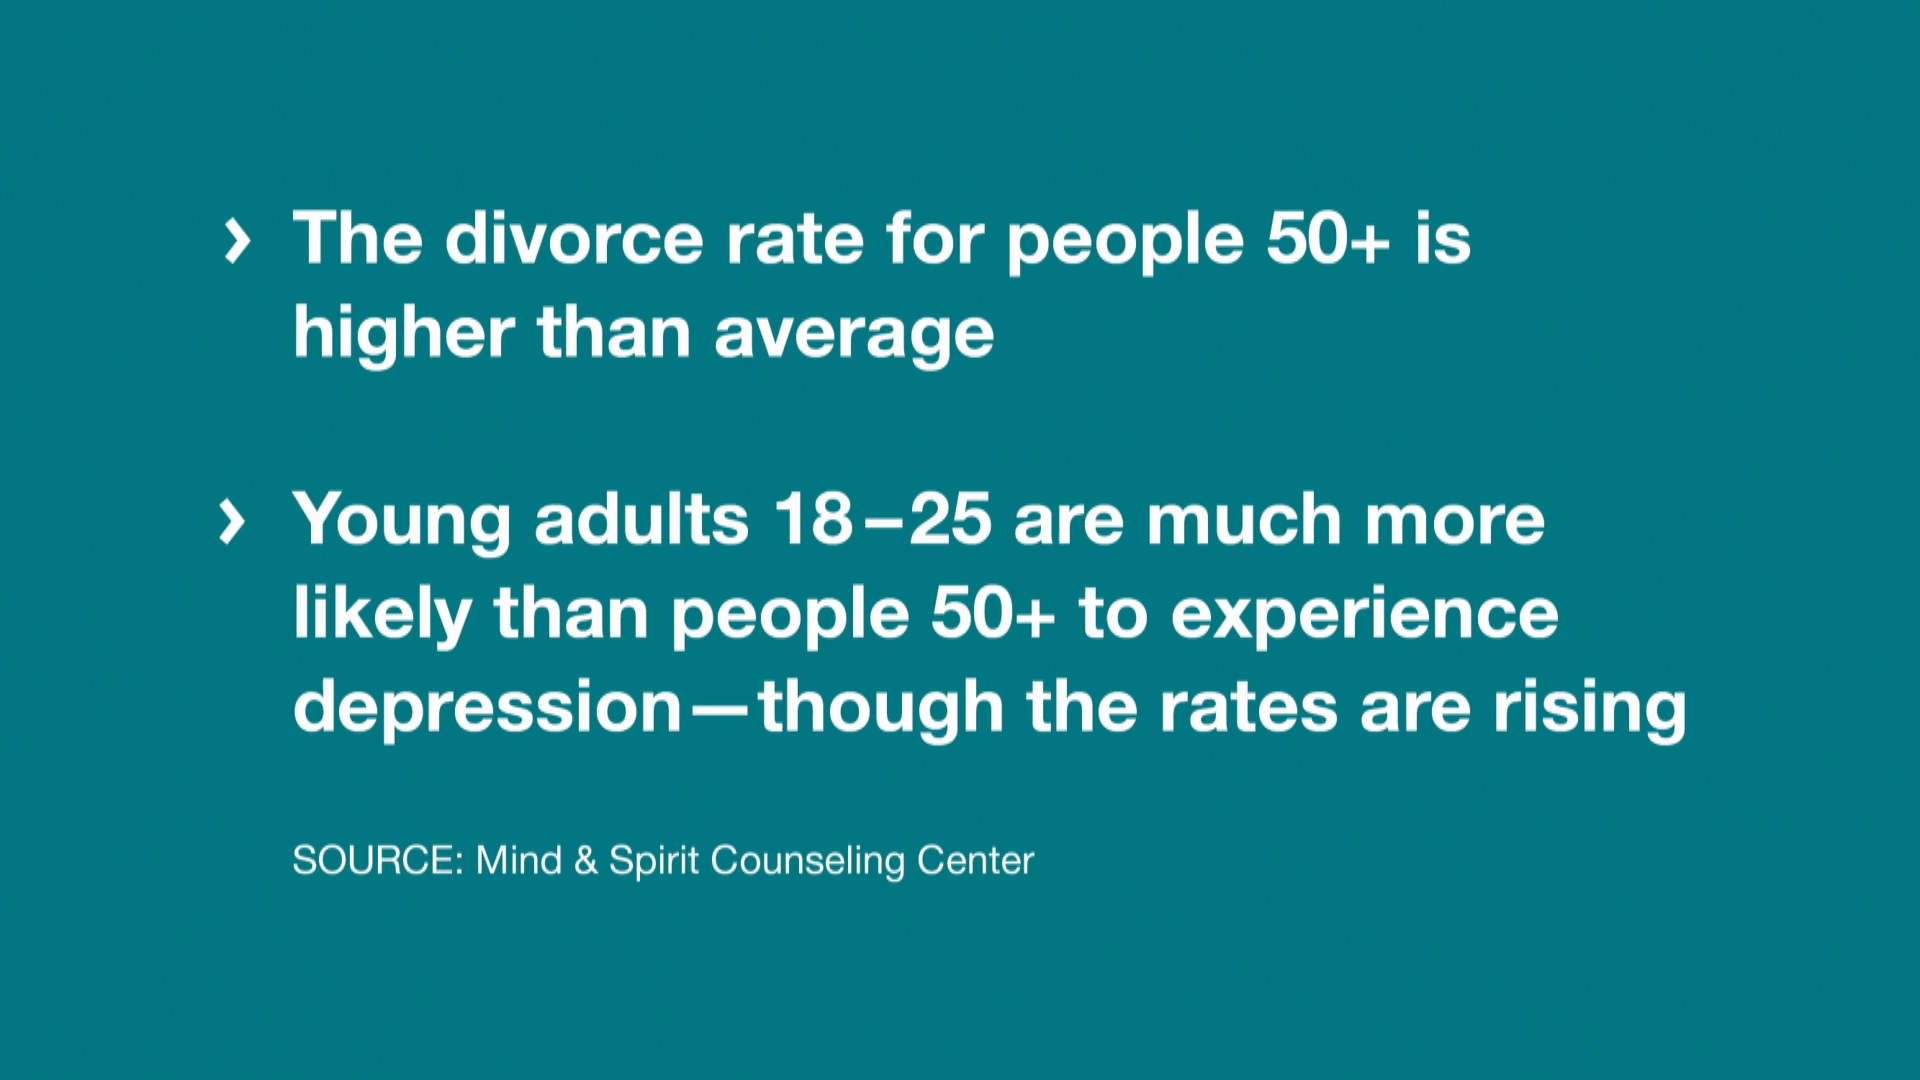 › The divorce rate for people 50+ is
higher than average
› Young adults 18–25 are much more
likely than people 50+ to experience
depression—though the rates are rising
SOURCE: Mind & Spirit Counseling Center